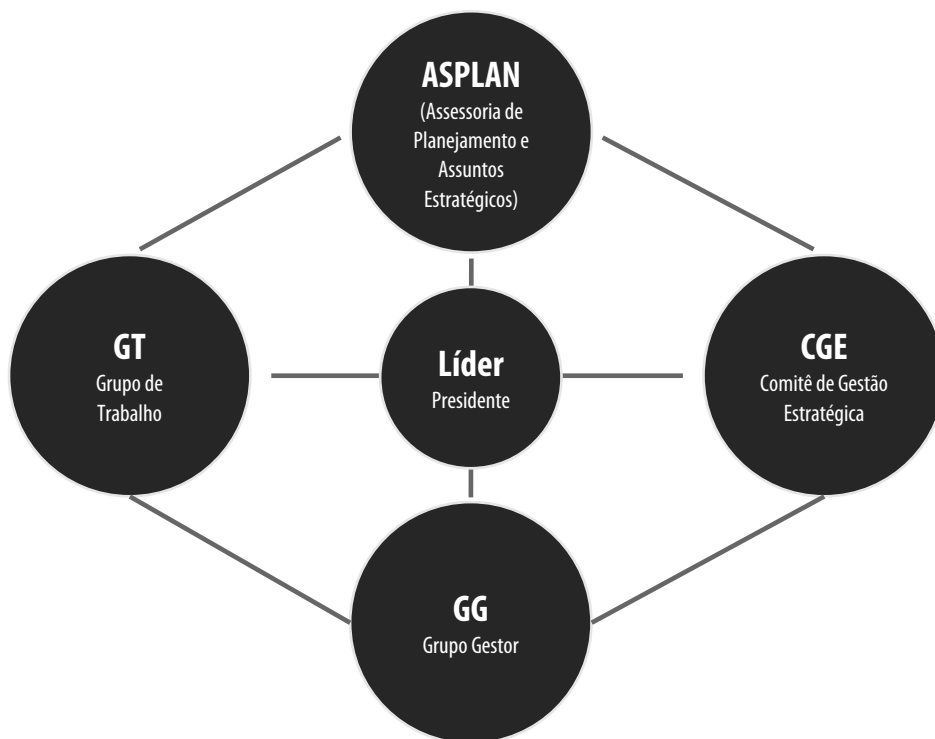 ASPLAN
(Assessoria de
Planejamento e
Assuntos
Estratégicos)
GT
Grupo de
Trabalho
Líder
Presidente
CGE
Comitê de Gestão
Estratégica
GG
Grupo Gestor